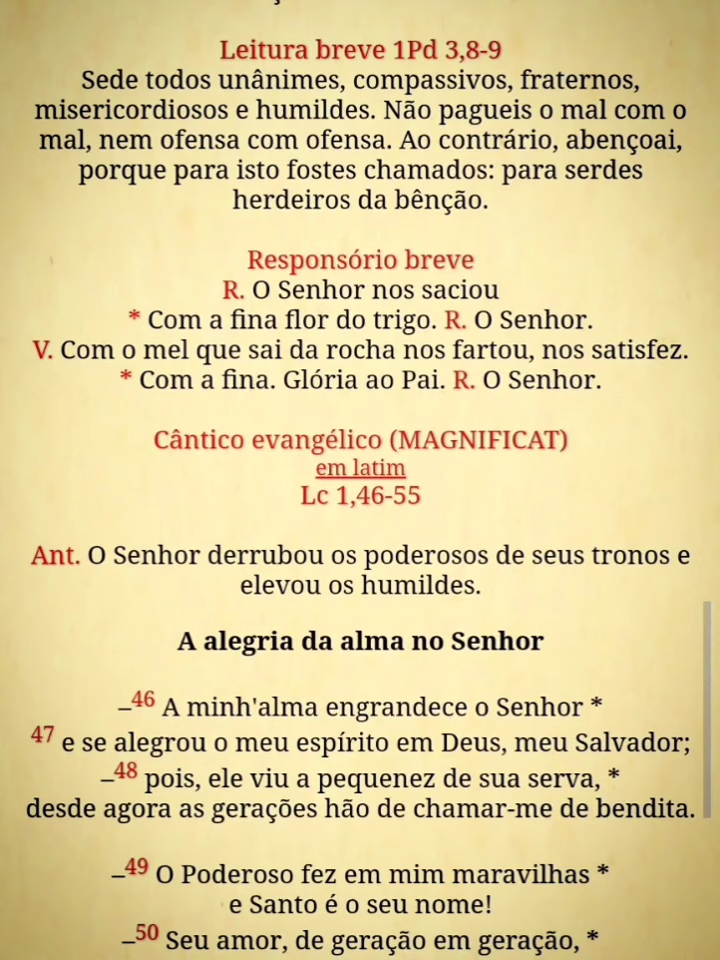 Leitura breve 1Pd 3,8-9
Sede todos unânimes, compassivos, fraternos,
misericordiosos e humildes. Não pagueis o mal com o
mal, nem ofensa com ofensa. Ao contrário, abençoai,
porque para isto fostes chamados: para serdes
herdeiros da bênção.
Responsório breve
R. O Senhor nos saciou
* Com a fina flor do trigo. R. O Senhor.
V. Com o mel que sai da rocha nos fartou, nos satisfez.
* Com a fina. Glória ao Pai. R. O Senhor.
Cântico evangélico (MAGNIFICAT)
em latim
Lc 1,46-55
Ant. O Senhor derrubou os poderosos de seus tronos e
elevou os humildes.
A alegria da alma no Senhor
–46 A minh'alma engrandece o Senhor *
47 e se alegrou o meu espírito em Deus, meu Salvador;
–48 pois, ele viu a pequenez de sua serva, *
desde agora as gerações hão de chamar-me de bendita.
–49 O Poderoso fez em mim maravilhas *
e Santo é o seu nome!
–50 Seu amor, de geração em geração, *